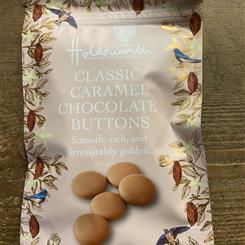 Holdsworth
CLASSIC
CARAMEL
CHOCOLATE
BUTTONS
Smooth, rich, and
irresistably golden.